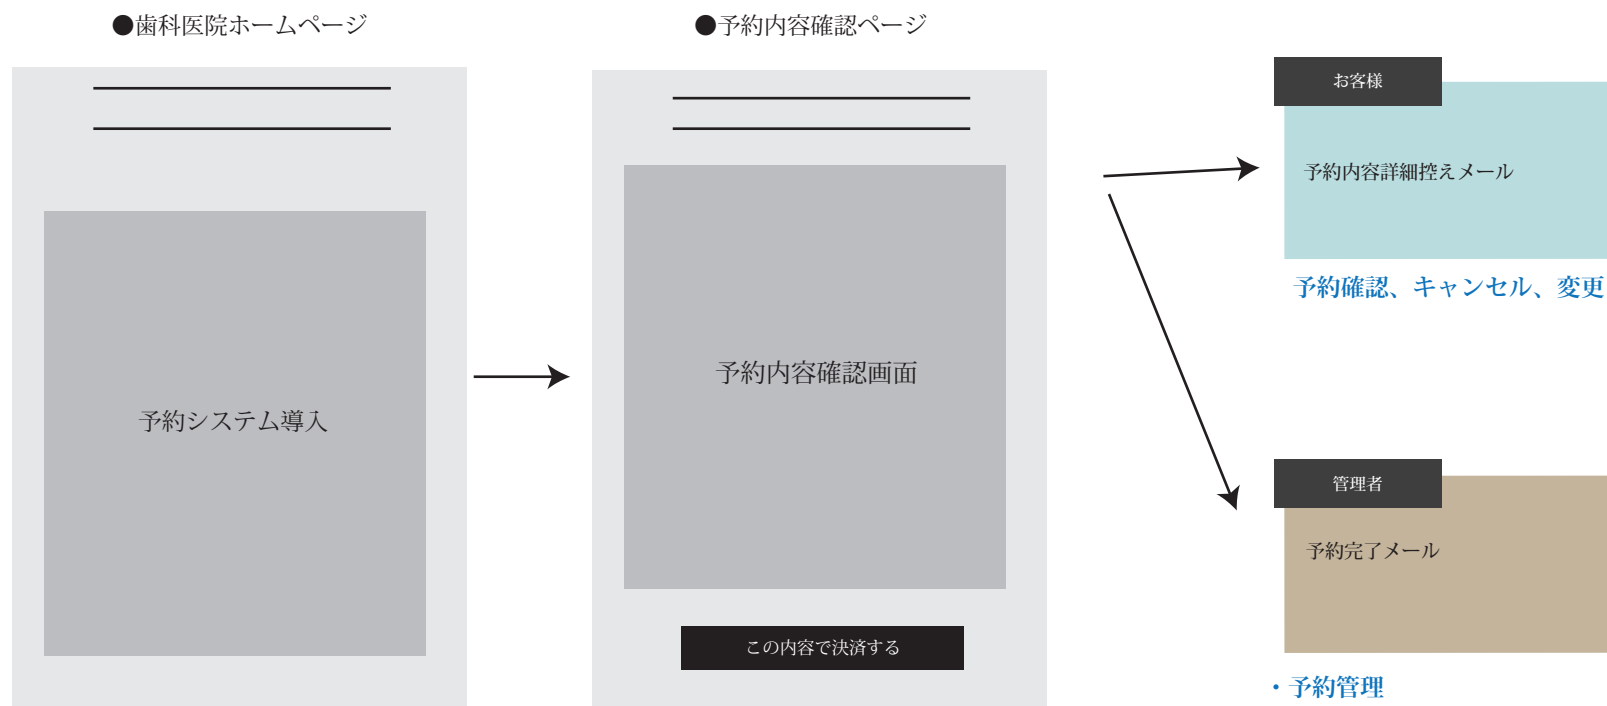 ●歯科医院ホームページ
予約システム導入
●予約内容確認ページ
予約内容確認画面
この内容で決済する
お客様
予約内容詳細控えメール
予約確認、キャンセル、変更
管理者
予約完了メール
・予約管理